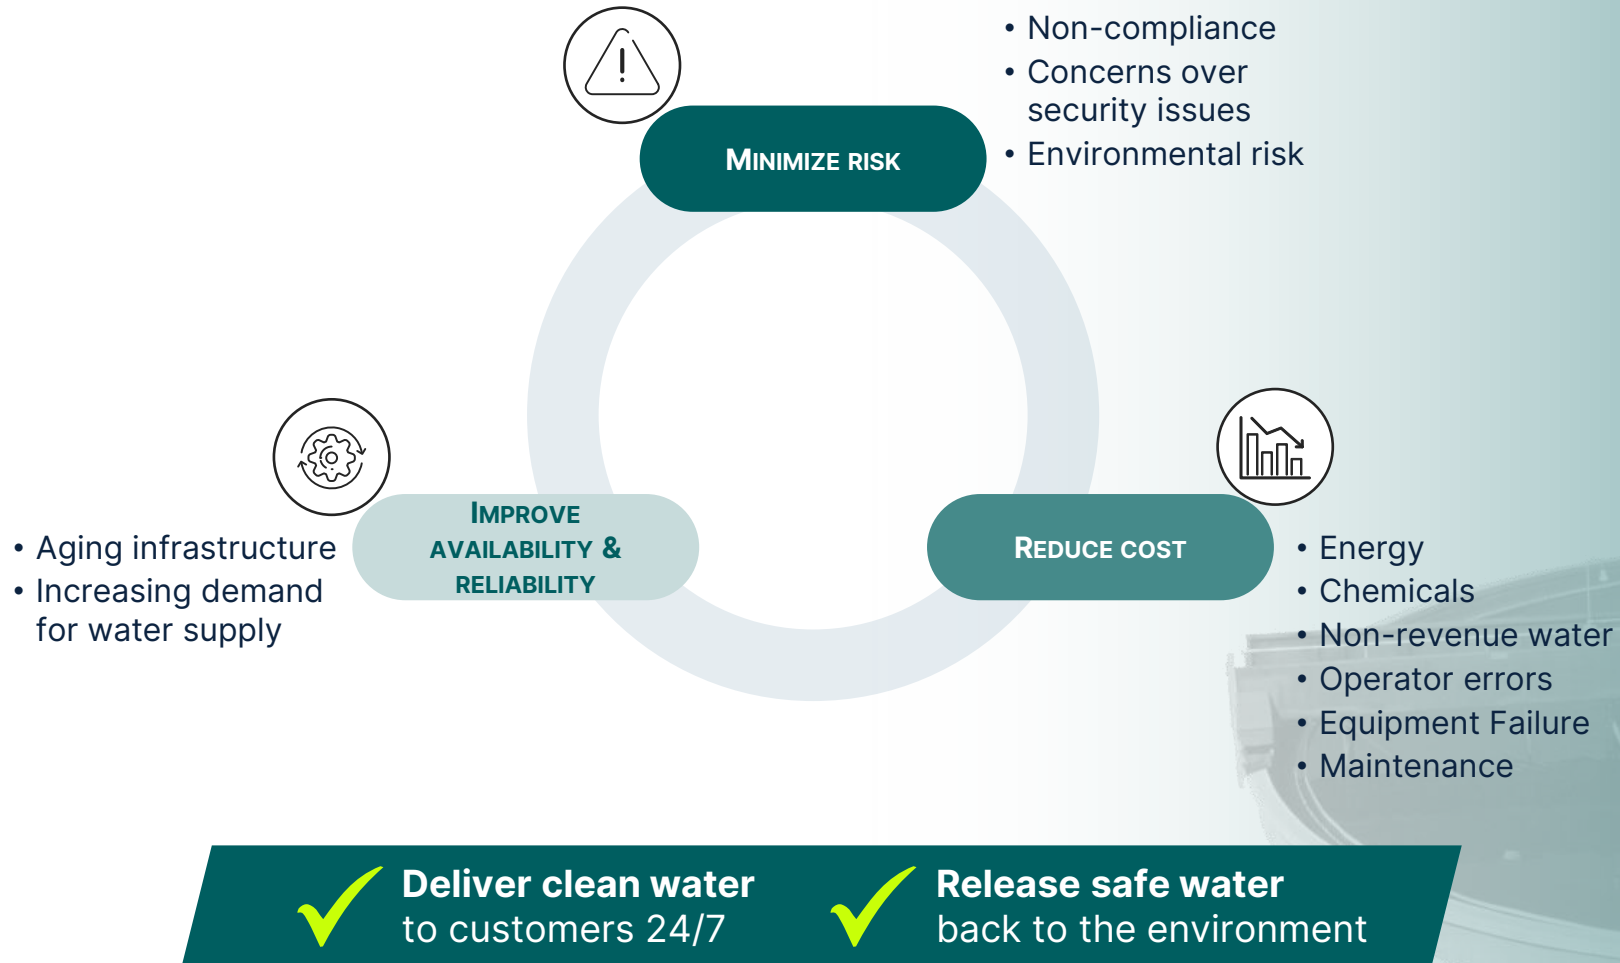 • Non-compliance
• Concerns over
security issues
• Environmental risk
MINIMIZE RISK
IMPROVE
AVAILABILITY &
RELIABILITY
• Aging infrastructure
• Increasing demand
for water supply
REDUCE COST
• Energy
• Chemicals
• Non-revenue water
• Operator errors
• Equipment Failure
• Maintenance
Deliver clean water
to customers 24/7
Release safe water
back to the environment